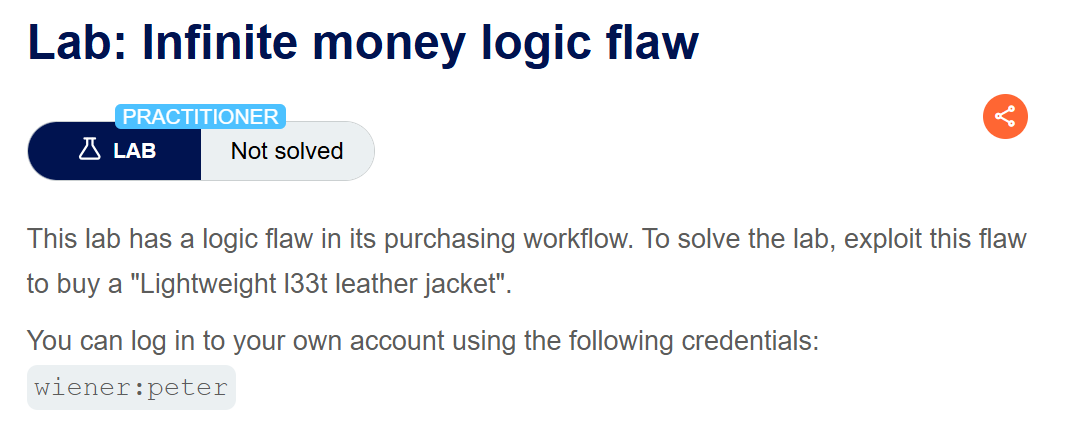 Lab: Infinite money logic flaw
PRACTITIONER
LAB Not solved
This lab has a logic flaw in its purchasing workflow. To solve the lab, exploit this flaw
to buy a "Lightweight l33t leather jacket".
You can log in to your own account using the following credentials:
wiener:peter